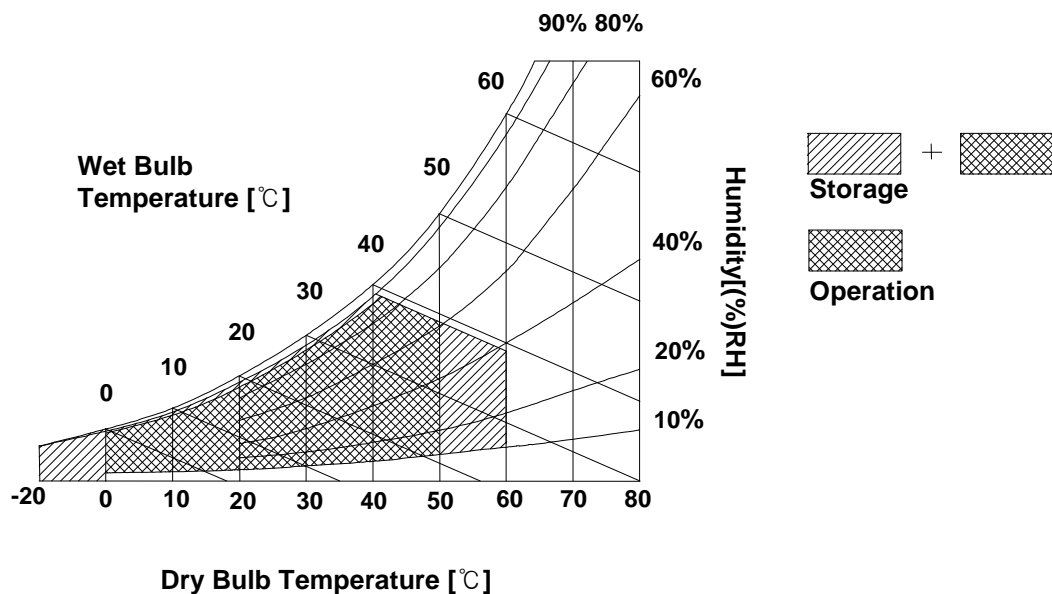 90% 80%
60
60%
Wet Bulb
Temperature [℃]
50
40
30
20
10
0
Humidity[(%)RH]
40%
20%
10%
-20 0 10 20 30 40 50 60 70 80
Dry Bulb Temperature [℃]
+
Storage
Operation